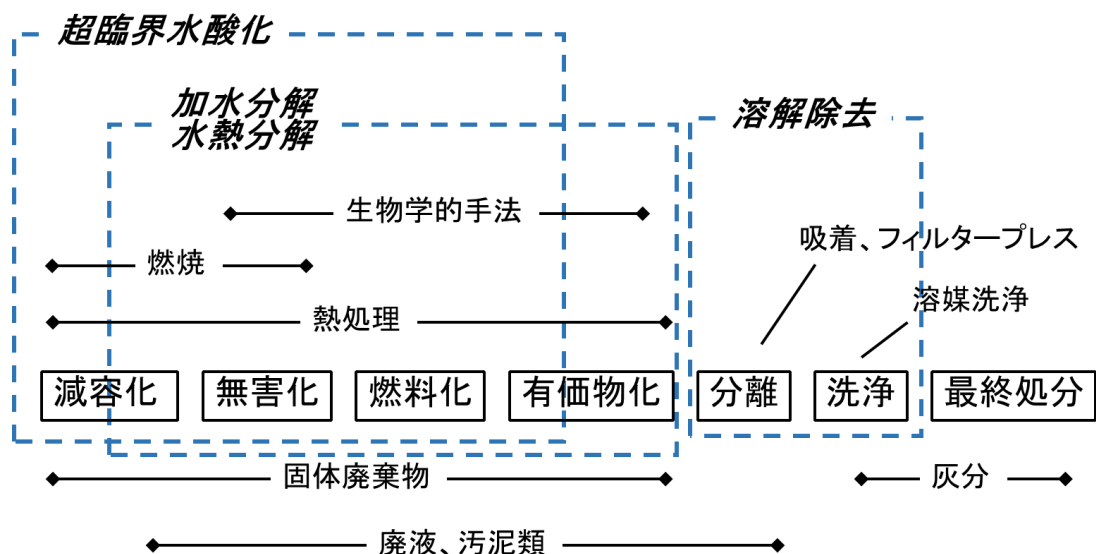 超臨界水酸化
加水分解
水熱分解
溶解除去
生物学的手法
吸着、フィルタープレス
燃焼
溶媒洗浄
熱処理
減容化
無害化
燃料化
有価物化
分離
洗浄
最終処分
固体廃棄物
灰分
廃液、汚泥類